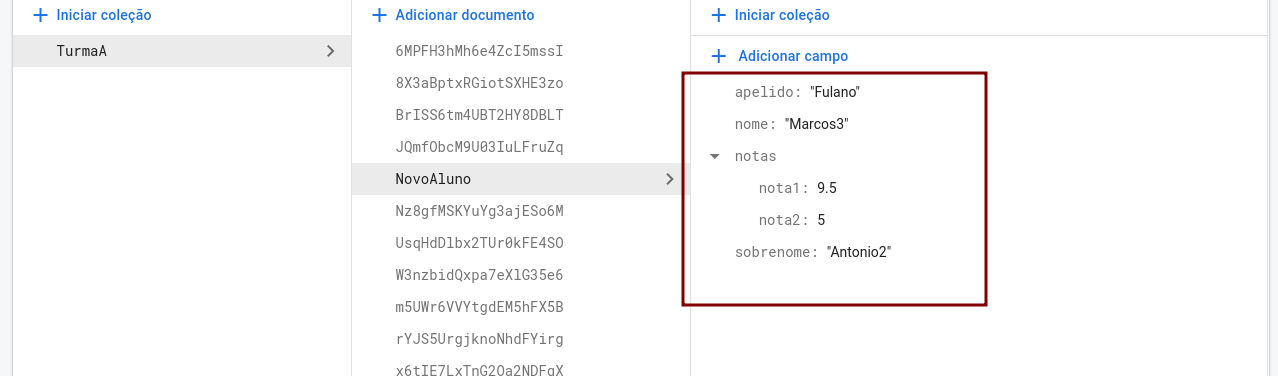 Iniciar coleção
TurmaA
Adicionar documento
6MPFH3hMh6e4ZcI5mssI
8X3aBptxRGiotSXHE3zo
BrISS6tm4UBT2HY8DBLT
JQmfObcM9U03IuLFruZq
NovoAluno
Nz8gfMSKYuYg3ajESo6M
UsqHdDlbx2TUr0kFE4SO
W3nzbidQxpa7eXlG35e6
m5UWr6VVYtgdEM5hFX5B
rYJS5UrgjknoNhdFYirg
x6tIE7LxTnG2Oa2NDFqX
Iniciar coleção
Adicionar campo
apelido: "Fulano"
nome: "Marcos3"
notas
nota1: 9.5
nota2: 5
sobrenome: "Antonio2"